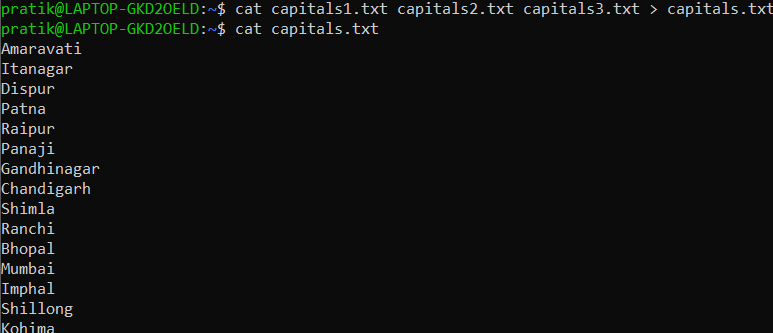 pratik@LAPTOP-GKD2OELD:~$ cat capitals1.txt capitals2.txt capitals3.txt > capitals.txt
pratik@LAPTOP-GKD2OELD:~$ cat capitals.txt
Amaravati
Itanagar
Dispur
Patna
Raipur
Panaji
Gandhinagar
Chandigarh
Shimla
Ranchi
Bhopal
Mumbai
Imphal
Shillong
Kohima